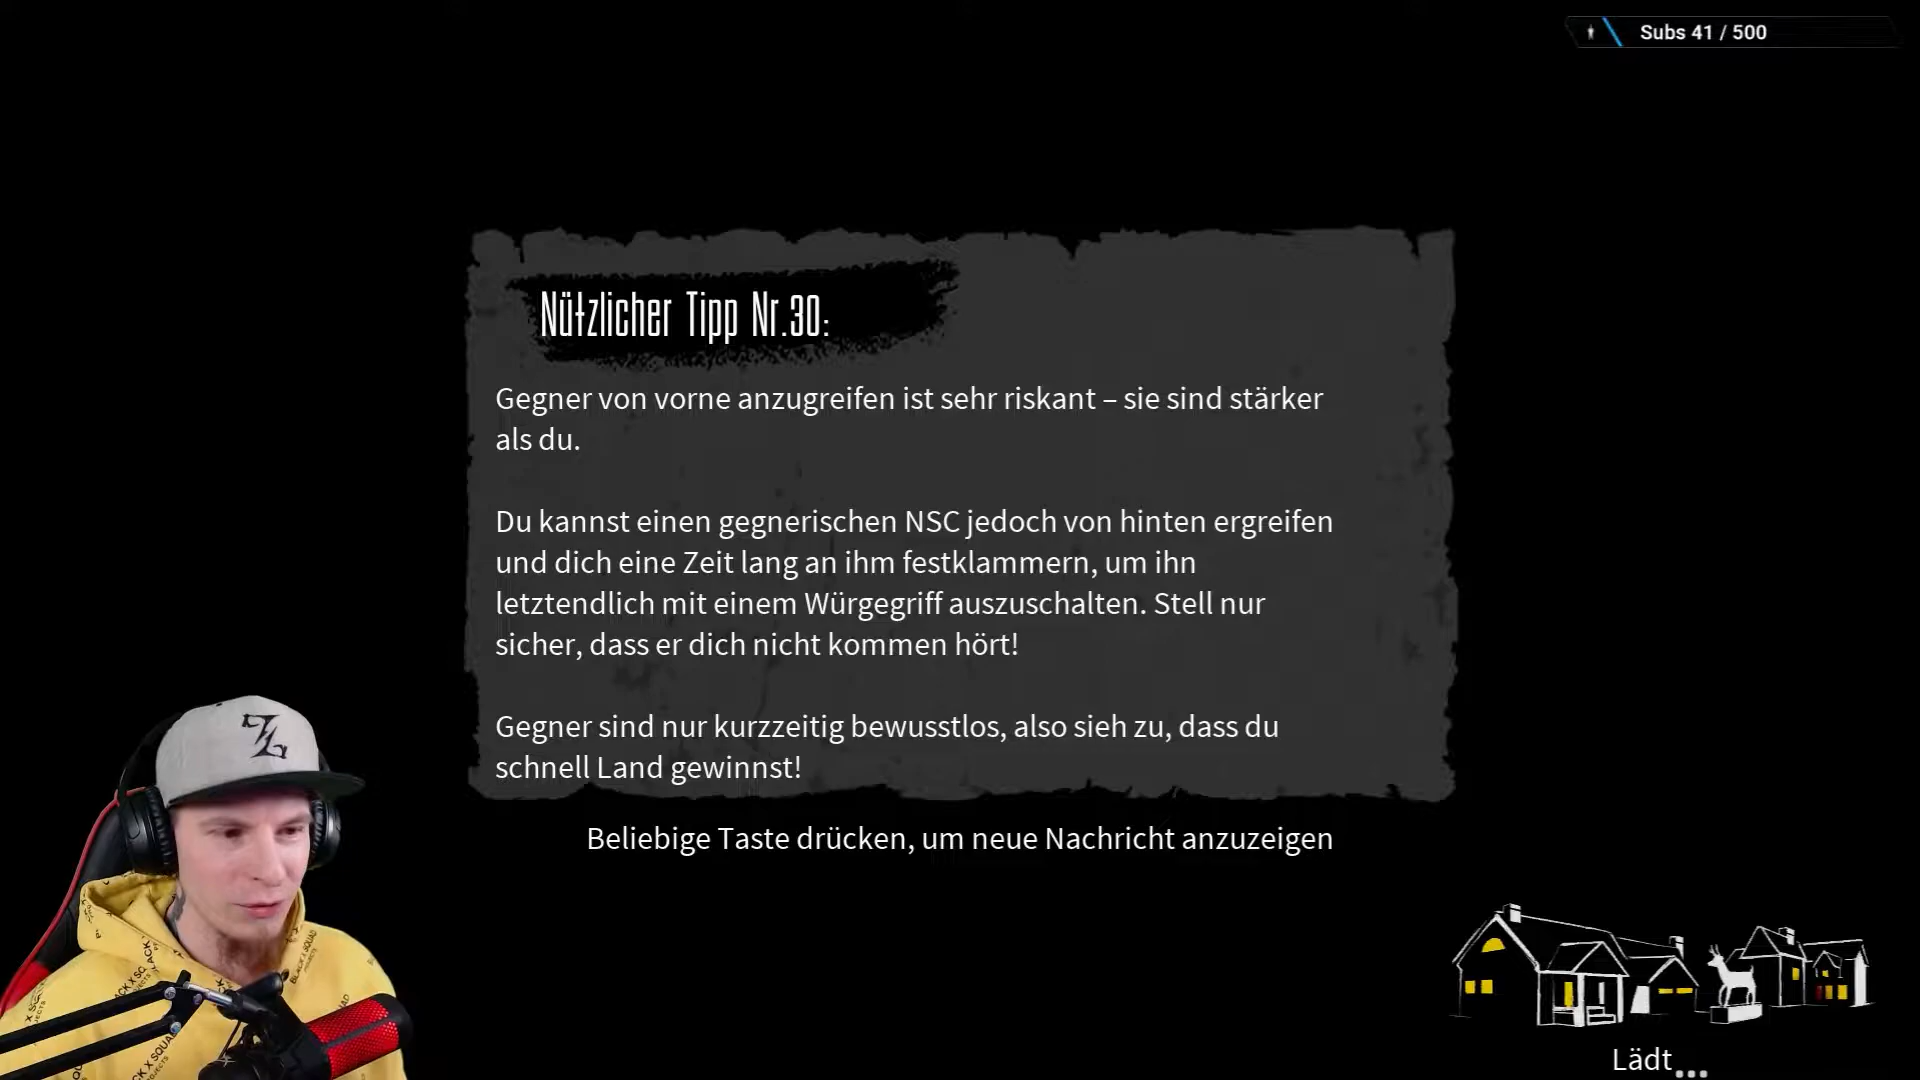 Subs 41 / 500
Nützlicher Tipp Nr.30:
Gegner von vorne anzugreifen ist sehr riskant – sie sind stärker
als du.
Du kannst einen gegnerischen NSC jedoch von hinten ergreifen
und dich eine Zeit lang an ihm festklammern, um ihn
letztendlich mit einem Würgegriff auszuschalten. Stell nur
sicher, dass er dich nicht kommen hört!
Gegner sind nur kurzzeitig bewusstlos, also sieh zu, dass du
schnell Land gewinnst!
Beliebige Taste drücken, um neue Nachricht anzuzeigen
Lädt...